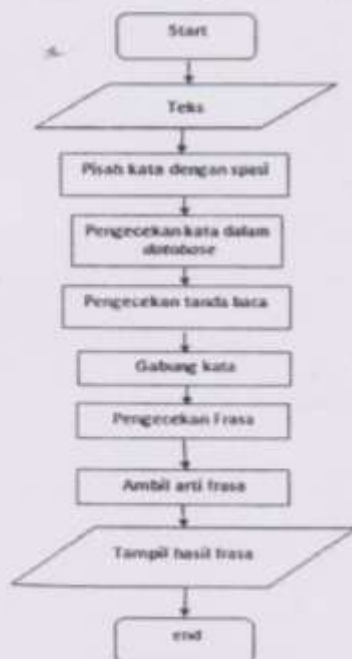 Start
Teks
Pisah kata dengan spasi
Pengecekan kata dalam
database
Pengecekan tanda baca
Gabung kata
Pengecekan Frasa
Ambil arti frasa
Tampil hasil frasa
end